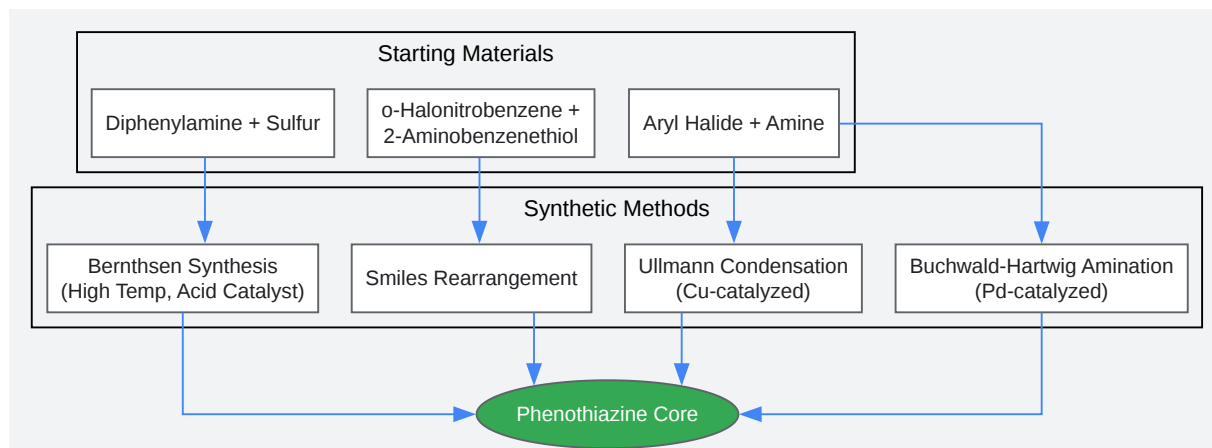 Starting Materials
Diphenylamine + Sulfur
o-Halonitrobenzene +
2-Aminobenzenethiol
Aryl Halide + Amine
Synthetic Methods
Bernthsen Synthesis
(High Temp, Acid Catalyst)
Smiles Rearrangement
Ullmann Condensation
(Cu-catalyzed)
Buchwald-Hartwig Amination
(Pd-catalyzed)
Phenothiazine Core